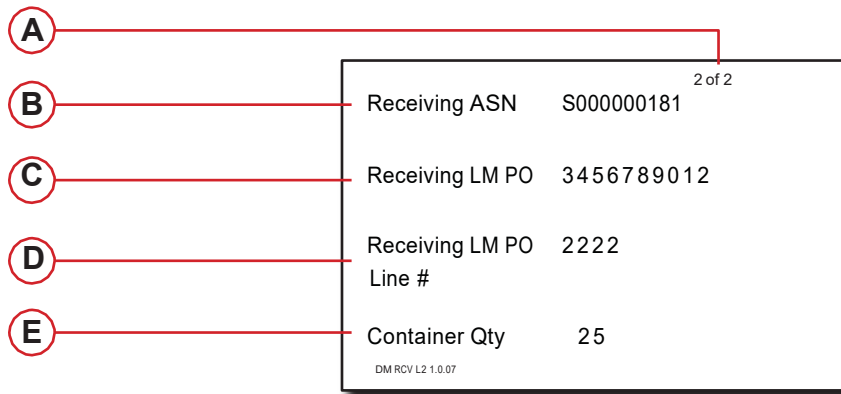 A
2 of 2
B
Receiving ASN S000000181
C
Receiving LM PO 3456789012
D
Receiving LM PO 2222
Line #
E
Container Qty 25
DM RCV L2 1.0.07